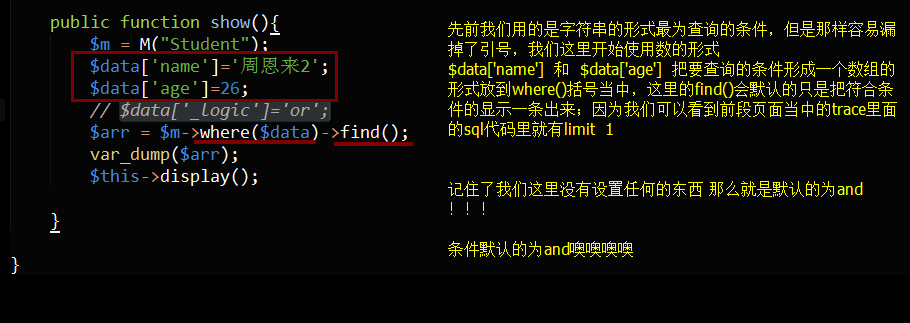 public function show(){
$m = M("Student");
$data['name']='周恩来2';
$data['age']=26;
// $data['_logic']='or';
$arr = $m->where($data)->find();
var_dump($arr);
$this->display();
}
}
先前我们用的是字符串的形式最为查询的条件，但是那样容易漏
掉了引号，我们这里开始使用数的形式
$data['name'] 和 $data['age'] 把要查询的条件形成一个数组的
形式放到where()括号当中，这里的find()会默认的只是把符合条
件的显示一条出来；因为我们可以看到前段页面当中的trace里面
的sql代码里就有limit 1
记住了我们这里没有设置任何的东西 那么就是默认的为and
！！！
条件默认的为and噢噢噢噢